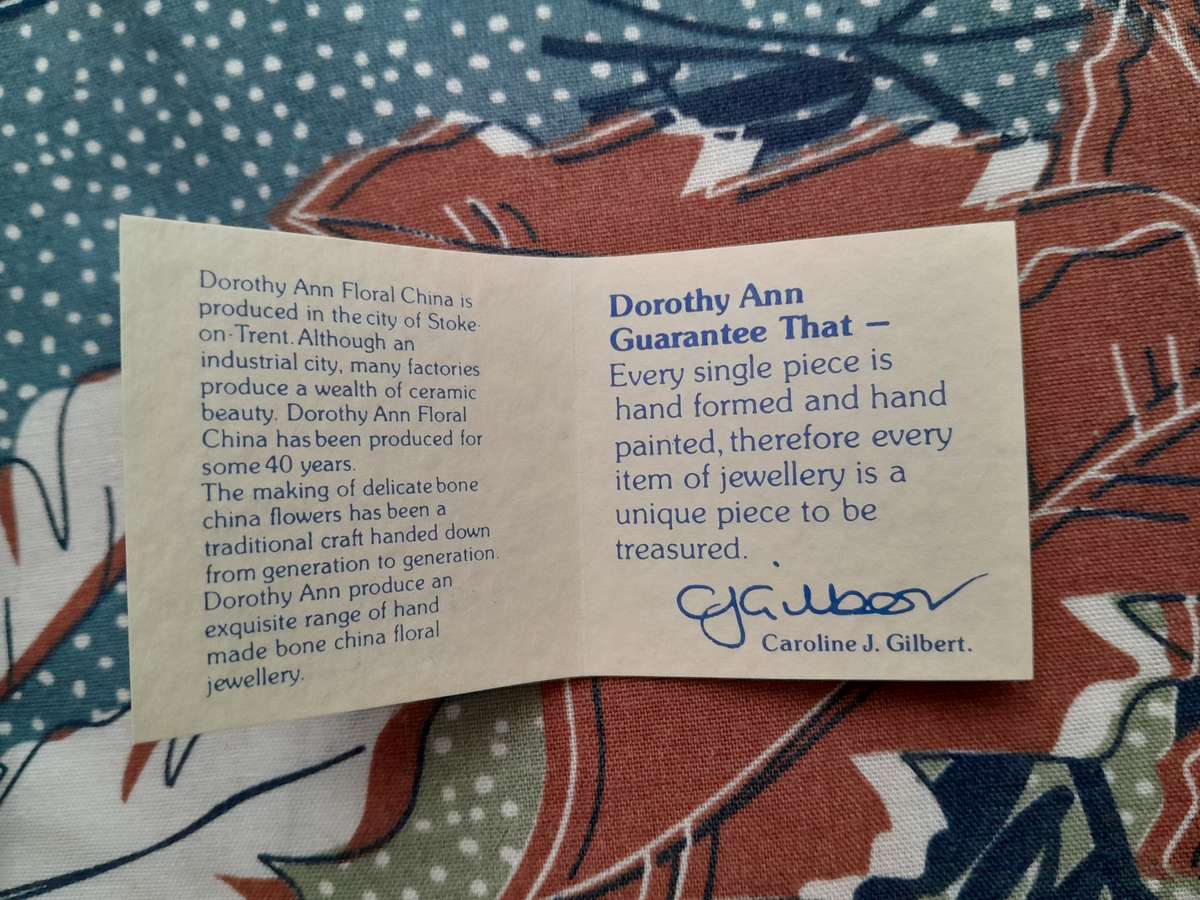 Dorothy Ann Floral China is
produced in the city of Stoke-
on-Trent. Although an
industrial city, many factories
produce a wealth of ceramic
beauty. Dorothy Ann Floral
China has been produced for
some 40 years.
The making of delicate bone
china flowers has been a
traditional craft handed down
from generation to generation.
Dorothy Ann produce an
exquisite range of hand
made bone china floral
jewellery.
Dorothy Ann
Guarantee That –
Every single piece is
hand formed and hand
painted, therefore every
item of jewellery is a
unique piece to be
treasured.
CJGilbert
Caroline J. Gilbert.